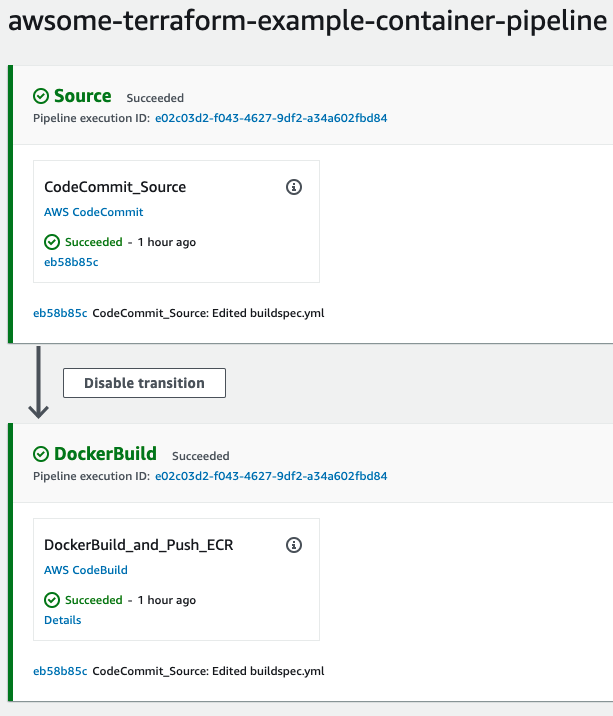 awsome-terraform-example-container-pipeline
Source Succeeded
Pipeline execution ID: e02c03d2-f043-4627-9df2-a34a602fbd84
CodeCommit_Source
AWS CodeCommit
Succeeded - 1 hour ago
eb58b85c
eb58b85c CodeCommit_Source: Edited buildspec.yml
Disable transition
DockerBuild Succeeded
Pipeline execution ID: e02c03d2-f043-4627-9df2-a34a602fbd84
DockerBuild_and_Push_ECR
AWS CodeBuild
Succeeded - 1 hour ago
Details
eb58b85c CodeCommit_Source: Edited buildspec.yml